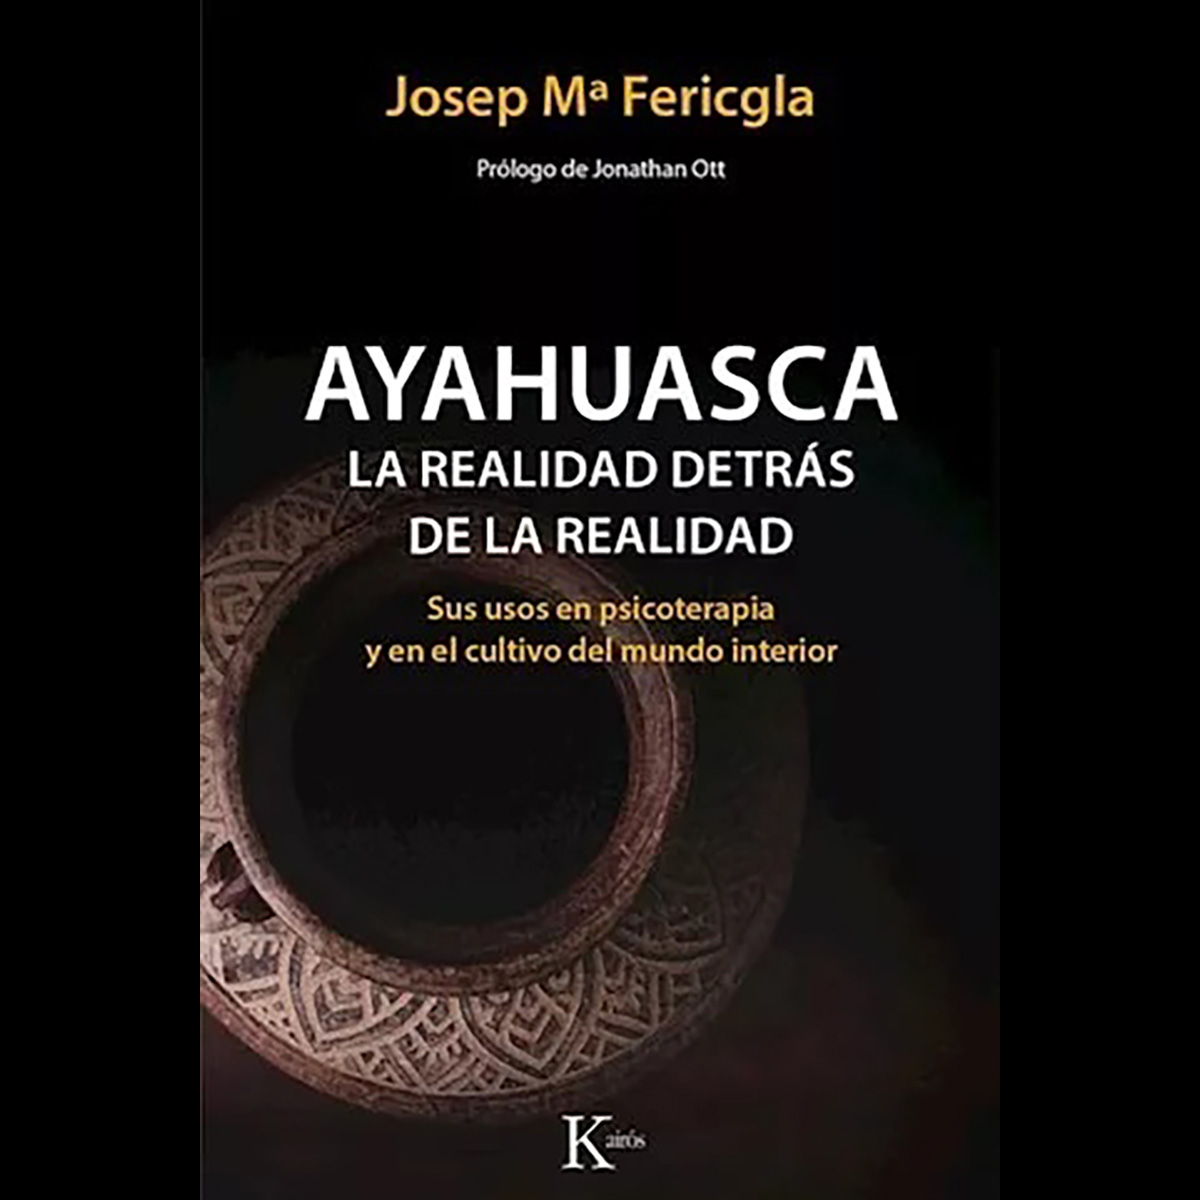 Josep Mª Fericgla
Prólogo de Jonathan Ott
AYAHUASCA
LA REALIDAD DETRÁS
DE LA REALIDAD
Sus usos en psicoterapia
y en el cultivo del mundo interior
Kairós